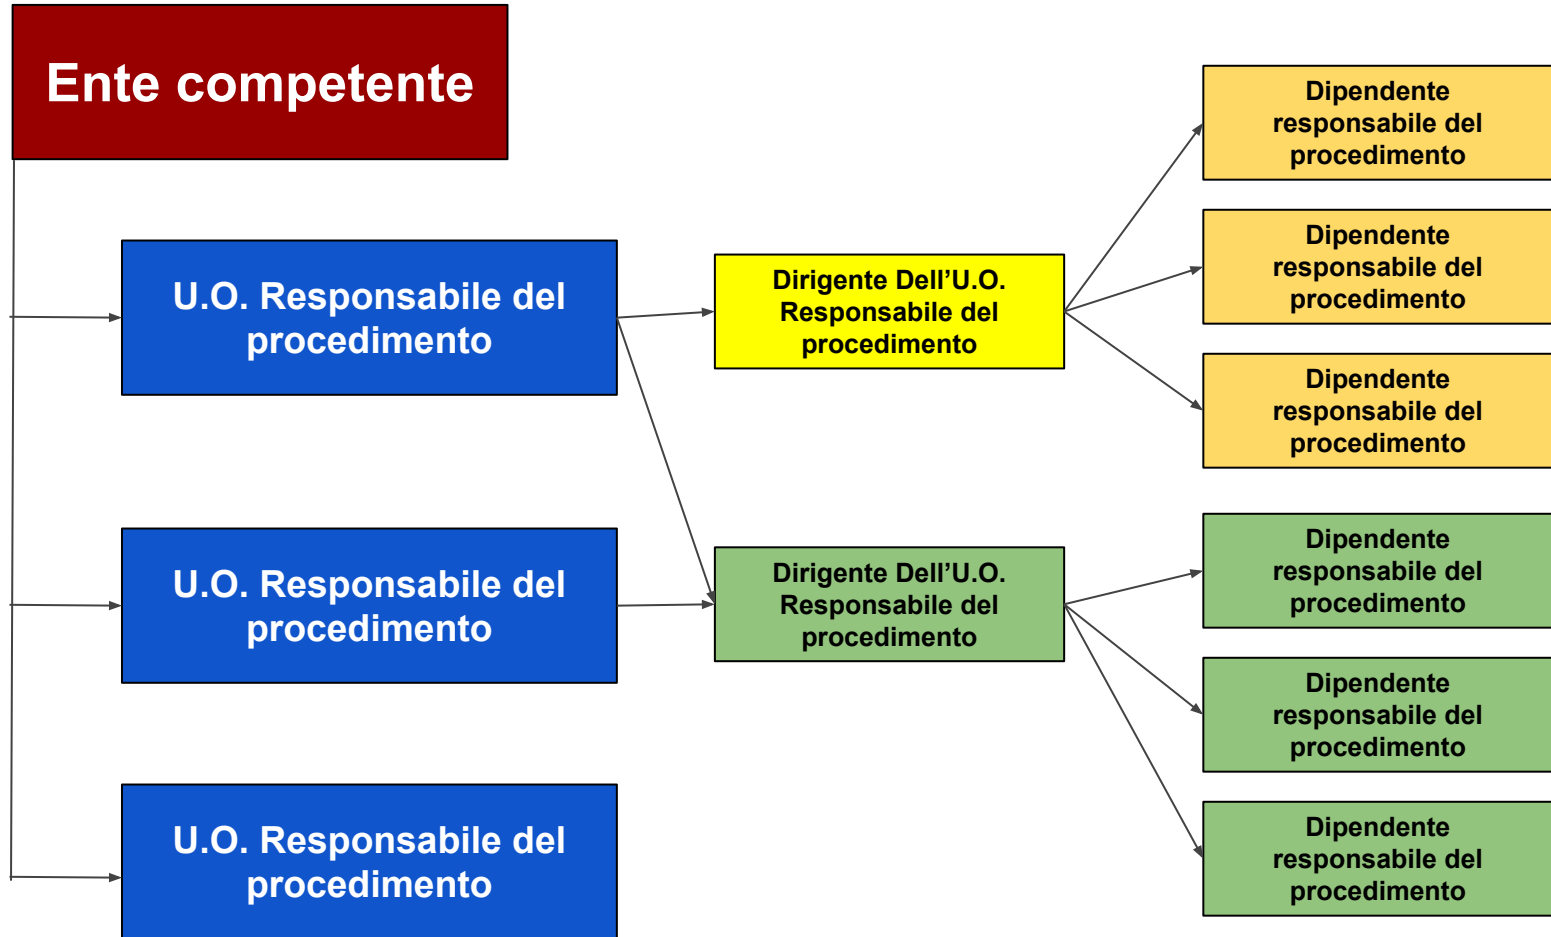 Ente competente
U.O. Responsabile del
procedimento
U.O. Responsabile del
procedimento
U.O. Responsabile del
procedimento
Dirigente Dell’U.O.
Responsabile del
procedimento
Dirigente Dell’U.O.
Responsabile del
procedimento
Dipendente
responsabile del
procedimento
Dipendente
responsabile del
procedimento
Dipendente
responsabile del
procedimento
Dipendente
responsabile del
procedimento
Dipendente
responsabile del
procedimento
Dipendente
responsabile del
procedimento